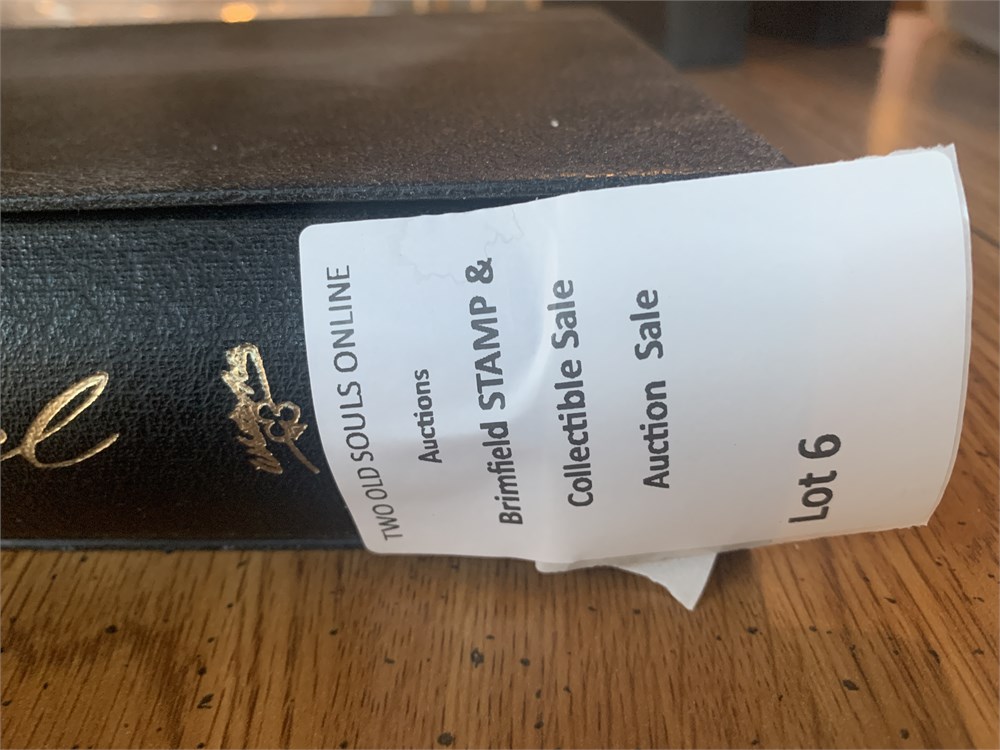 TWO OLD SOULS ONLINE
Auctions
Brimfield STAMP &
Collectible Sale
Auction Sale
Lot 6